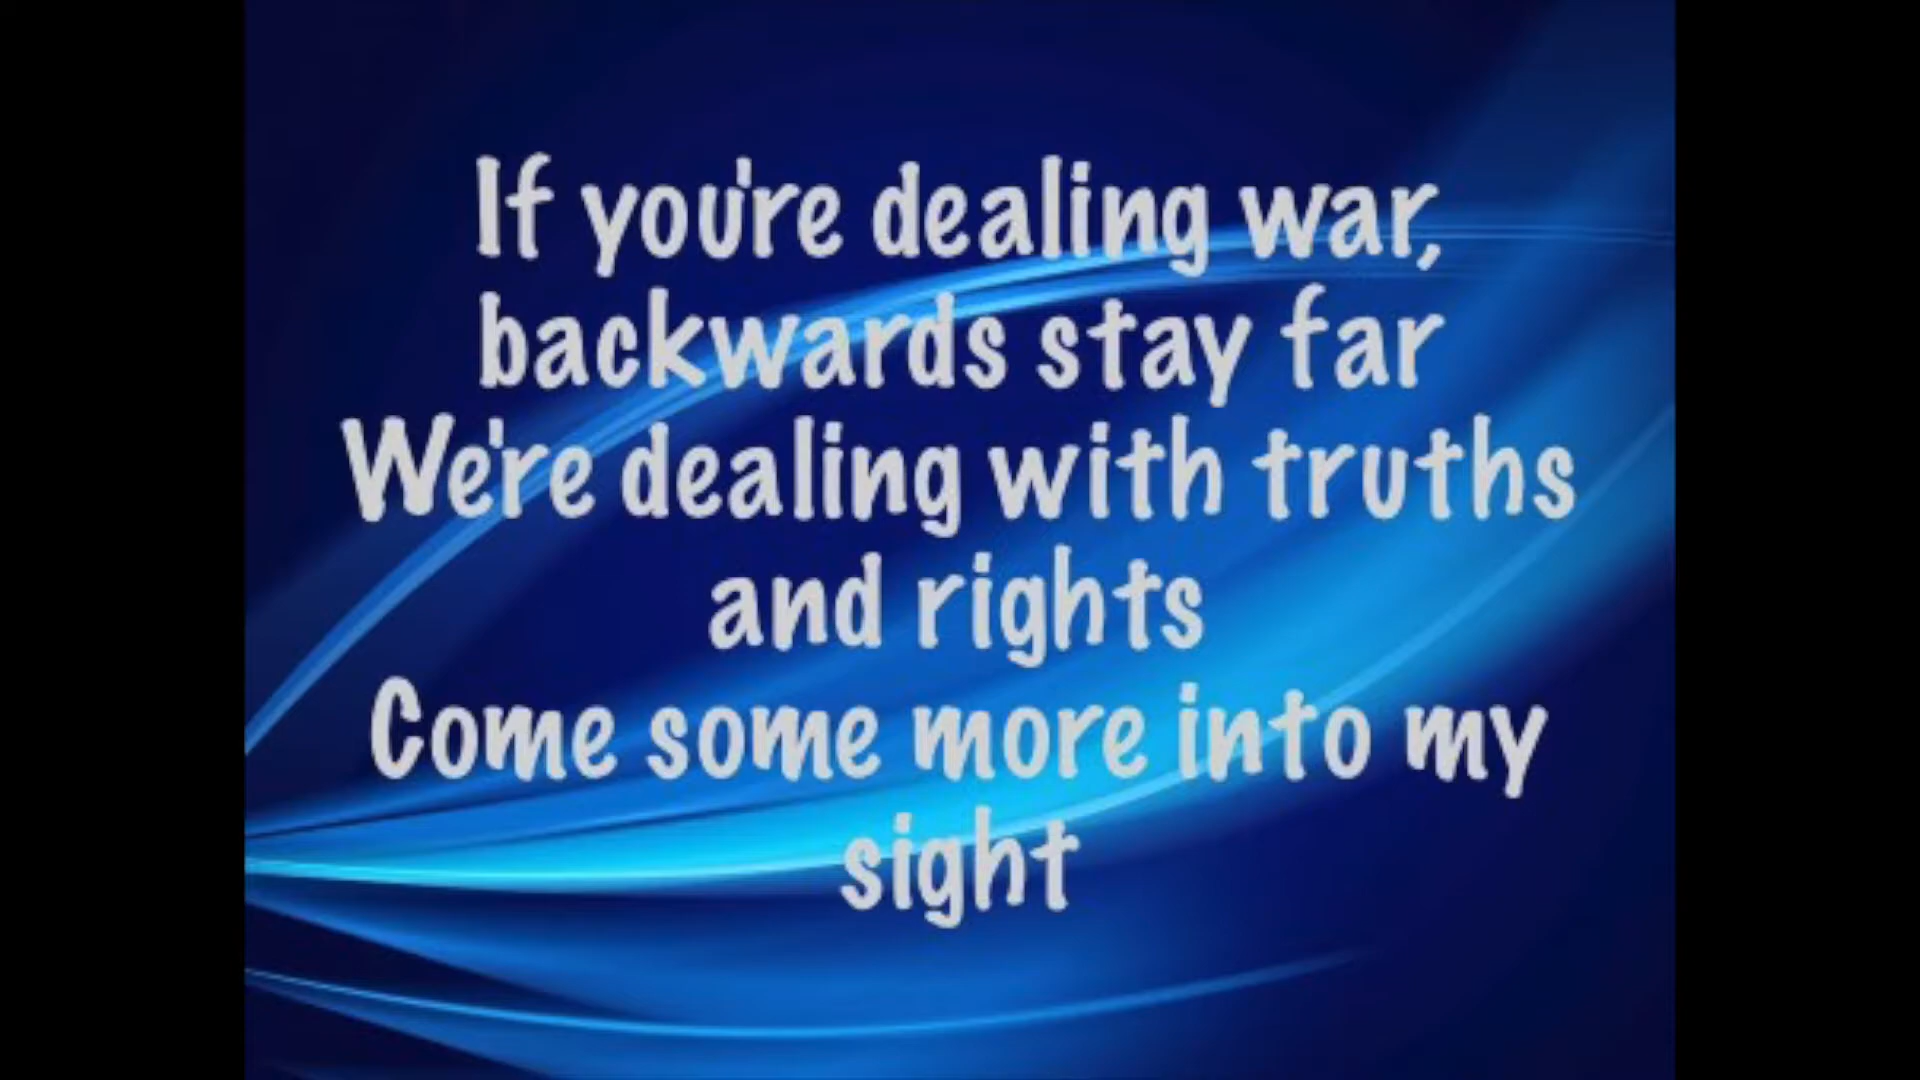 If you're dealing war,
backwards stay far
We're dealing with truths
and rights
Come some more into my
sight